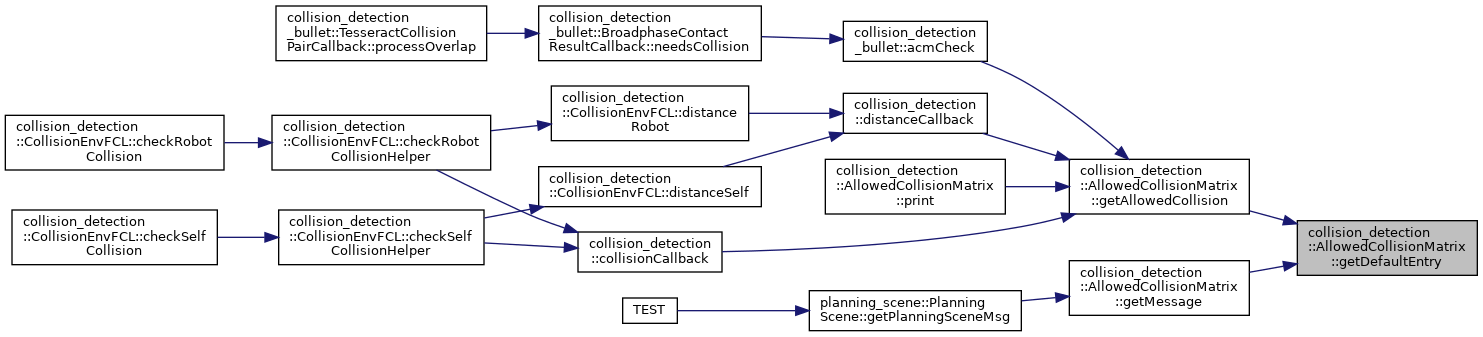 collision_detection
_bullet::TesseractCollision
PairCallback::processOverlap
collision_detection
_bullet::BroadphaseContact
ResultCallback::needsCollision
collision_detection
_bullet::acmCheck
collision_detection
::CollisionEnvFCL::distance
Robot
collision_detection
::distanceCallback
collision_detection
::CollisionEnvFCL::checkRobot
Collision
collision_detection
::CollisionEnvFCL::checkRobot
CollisionHelper
collision_detection
::CollisionEnvFCL::distanceSelf
collision_detection
::AllowedCollisionMatrix
::print
collision_detection
::AllowedCollisionMatrix
::getAllowedCollision
collision_detection
::CollisionEnvFCL::checkSelf
Collision
collision_detection
::CollisionEnvFCL::checkSelf
CollisionHelper
collision_detection
::collisionCallback
collision_detection
::AllowedCollisionMatrix
::getDefaultEntry
collision_detection
::AllowedCollisionMatrix
::getMessage
TEST
planning_scene::Planning
Scene::getPlanningSceneMsg